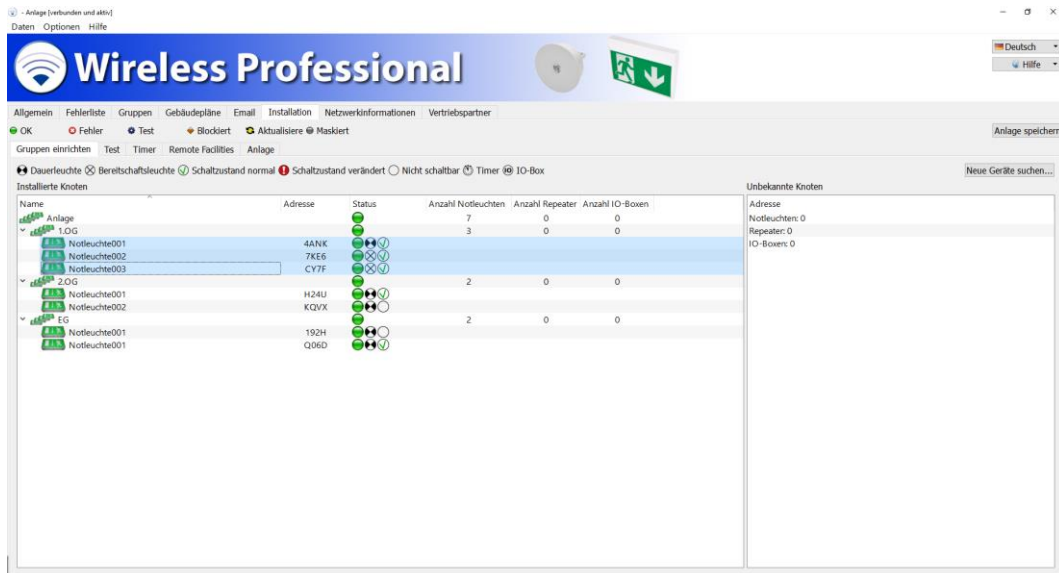 - Anlage [verbunden und aktiv]
Daten Optionen Hilfe
Wireless Professional
Deutsch
Hilfe
Allgemein Fehlerliste Gruppen Gebäudepläne Email Installation Netzwerkinformationen Vertriebspartner
OK Fehler Test Blockiert Aktualisiere Maskiert
Anlage speichern
Gruppen einrichten Test Timer Remote Facilities Anlage
Dauerleuchte Bereitschaftsleuchte Schaltzustand normal Schaltzustand verändert Nicht schaltbar Timer IO-Box
Neue Geräte suchen...
Installierte Knoten
Name Adresse Status Anzahl Notleuchten Anzahl Repeater Anzahl IO-Boxen
Anlage 7 0 0
1.OG 3 0 0
Notleuchte001 4ANK
Notleuchte002 7KE6
Notleuchte003 CY7F
2.OG 2 0 0
Notleuchte001 H24U
Notleuchte002 KQVX
EG 2 0 0
Notleuchte001 192H
Notleuchte001 Q06D
Unbekannte Knoten
Adresse
Notleuchten: 0
Repeater: 0
IO-Boxen: 0